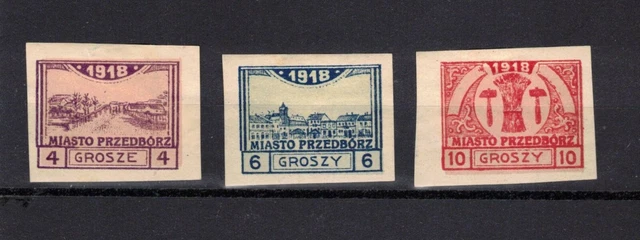 1918
MIASTO PRZEDBÓRZ
4 GROSZE 4
1918
MIASTO PRZEDBÓRZ
6 GROSZY 6
1918
MIASTO PRZEDBÓRZ
10 GROSZY 10